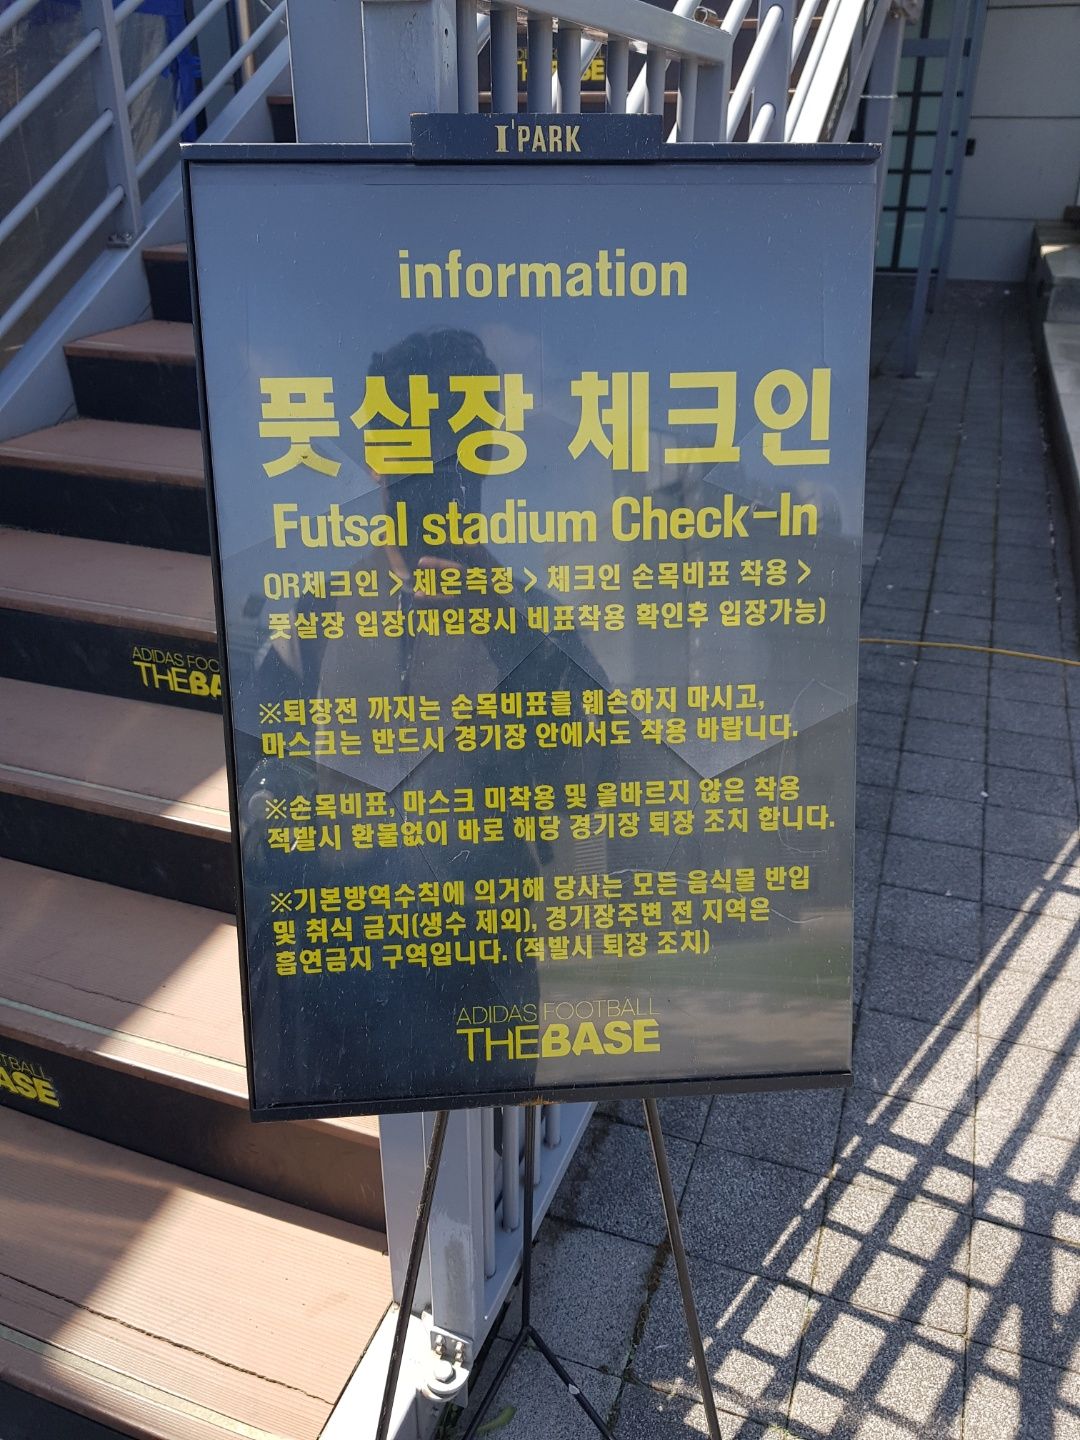 THEBASE
I'PARK
information
풋살장 체크인
Futsal stadium Check-In
QR체크인 > 체온측정 > 체크인 손목비표 착용 >
풋살장 입장(재입장시 비표착용 확인후 입장가능)
※퇴장전 까지는 손목비표를 훼손하지 마시고,
마스크는 반드시 경기장 안에서도 착용 바랍니다.
※손목비표, 마스크 미착용 및 올바르지 않은 착용
적발시 환불없이 바로 해당 경기장 퇴장 조치 합니다.
※기본방역수칙에 의거해 당사는 모든 음식물 반입
및 취식 금지(생수 제외), 경기장주변 전 지역은
흡연금지 구역입니다. (적발시 퇴장 조치)
ADIDAS FOOTBALL
THEBASE
ADIDAS FOO
THEBA
TBALL
ASE